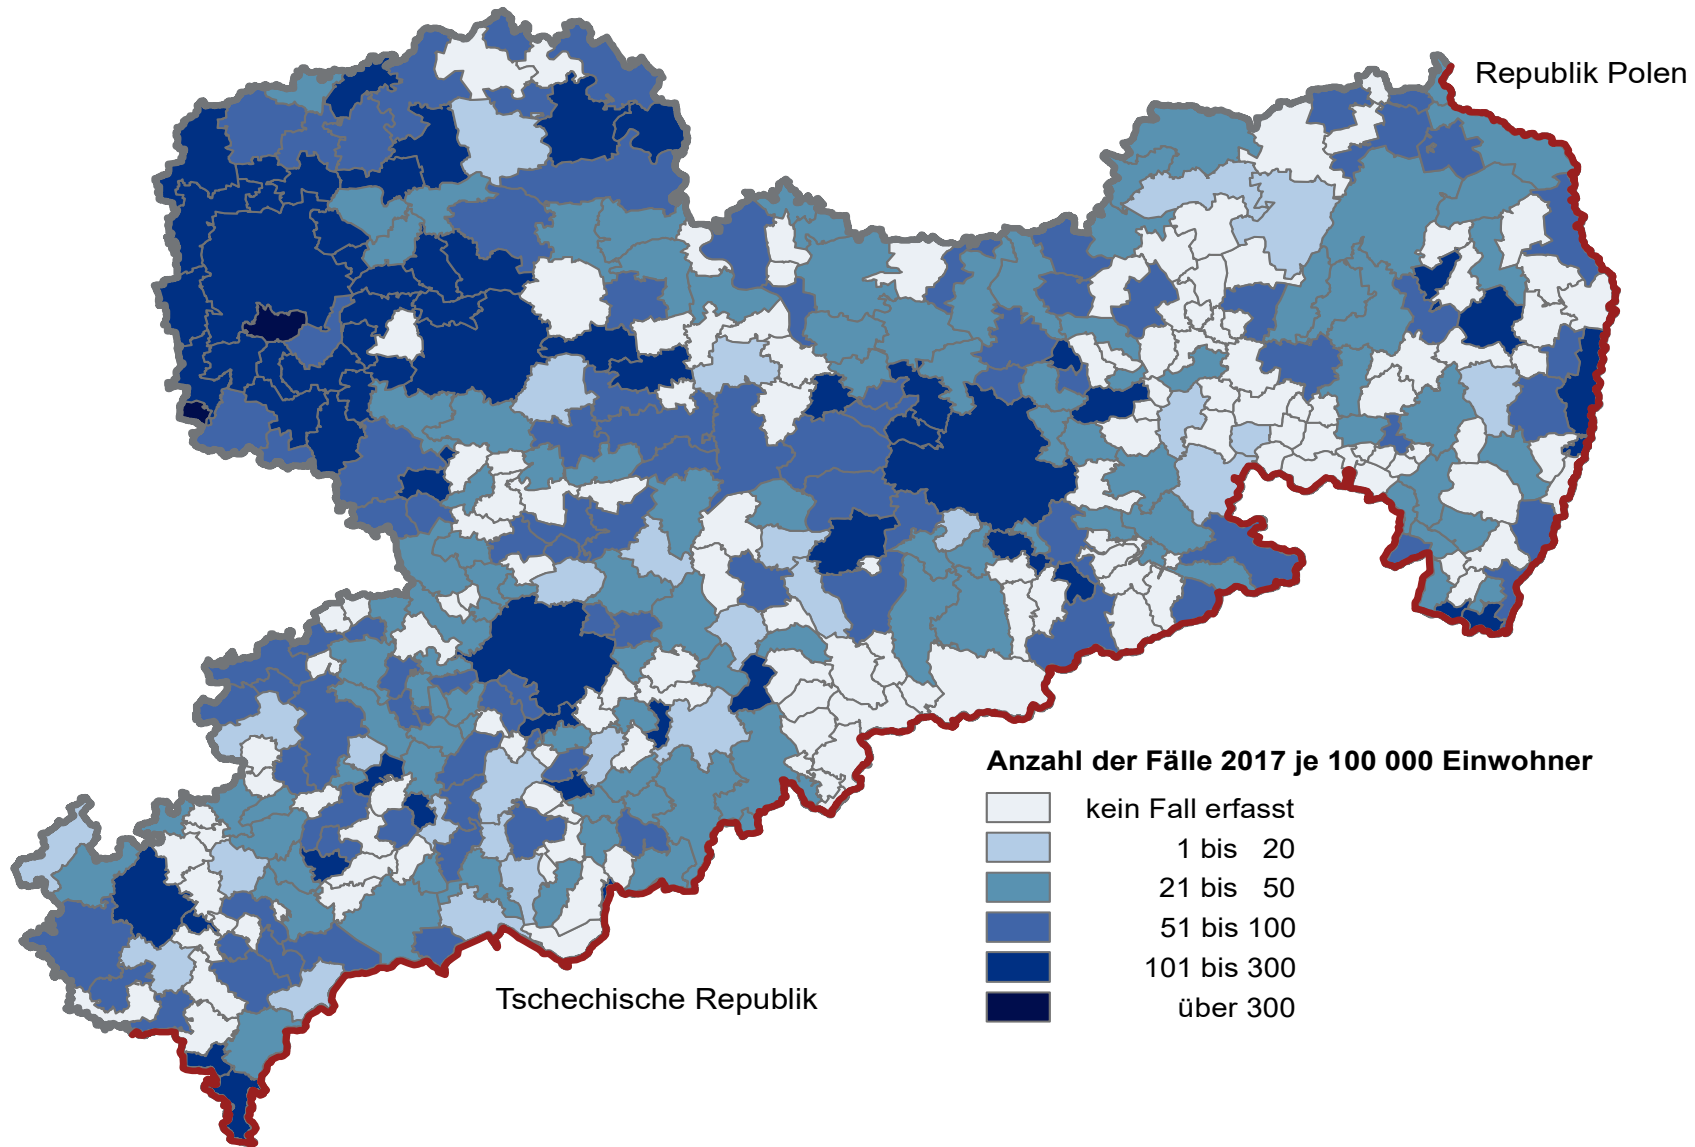 Republik Polen
Anzahl der Fälle 2017 je 100 000 Einwohner
kein Fall erfasst
1 bis 20
21 bis 50
51 bis 100
101 bis 300
über 300
Tschechische Republik